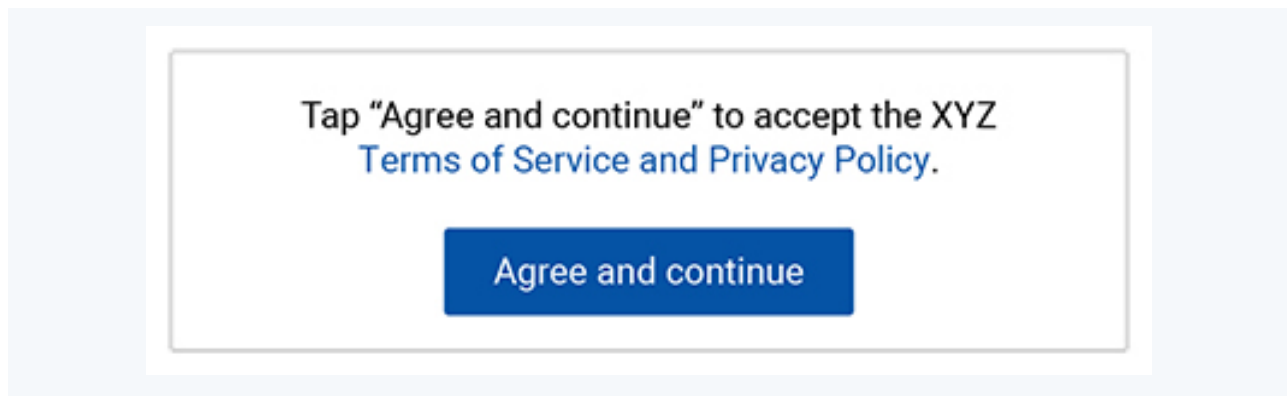 Tap “Agree and continue” to accept the XYZ
Terms of Service and Privacy Policy.
Agree and continue